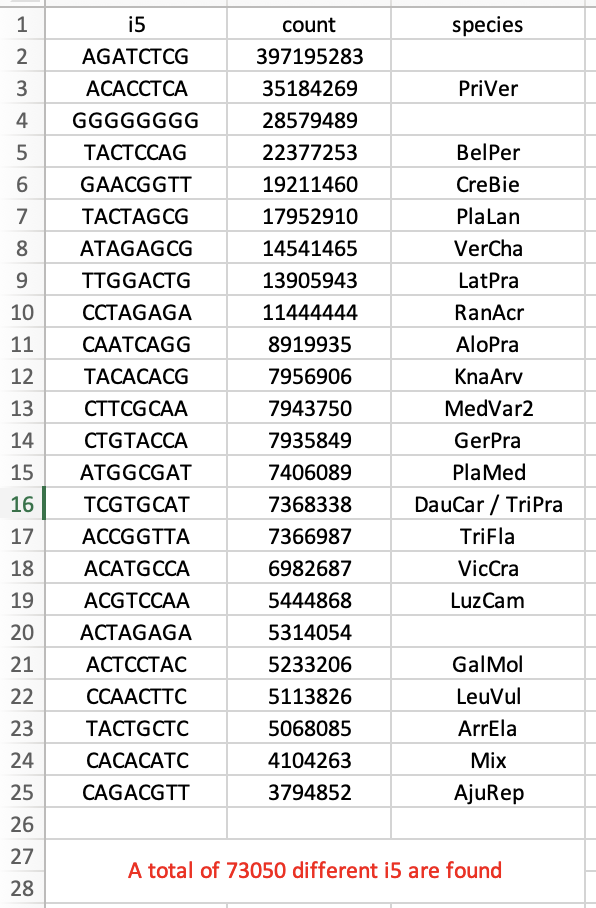 1 i5 count species
2 AGATCTCG 397195283
3 ACACCTCA 35184269 PriVer
4 GGGGGGGG 28579489
5 TACTCCAG 22377253 BelPer
6 GAACGGTT 19211460 CreBie
7 TACTAGCG 17952910 PlaLan
8 ATAGAGCG 14541465 VerCha
9 TTGGACTG 13905943 LatPra
10 CCTAGAGA 11444444 RanAcr
11 CAATCAGG 8919935 AloPra
12 TACACACG 7956906 KnaArv
13 CTTCGCAA 7943750 MedVar2
14 CTGTACCA 7935849 GerPra
15 ATGGCGAT 7406089 PlaMed
16 TCGTGCAT 7368338 DauCar / TriPra
17 ACCGGTTA 7366987 TriFla
18 ACATGCCA 6982687 VicCra
19 ACGTCCAA 5444868 LuzCam
20 ACTAGAGA 5314054
21 ACTCCTAC 5233206 GalMol
22 CCAACTTC 5113826 LeuVul
23 TACTGCTC 5068085 ArrEla
24 CACACATC 4104263 Mix
25 CAGACGTT 3794852 AjuRep
26
27
A total of 73050 different i5 are found
28